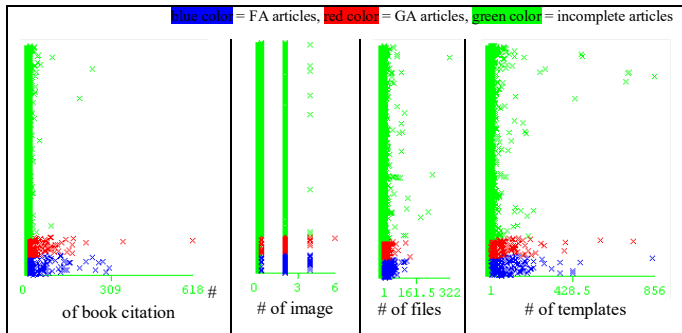 blue color = FA articles, red color = GA articles, green color = incomplete articles
0 309 618 #
of book citation
0 3 6
# of image
1 161.5 322
# of files
1 428.5 856
# of templates